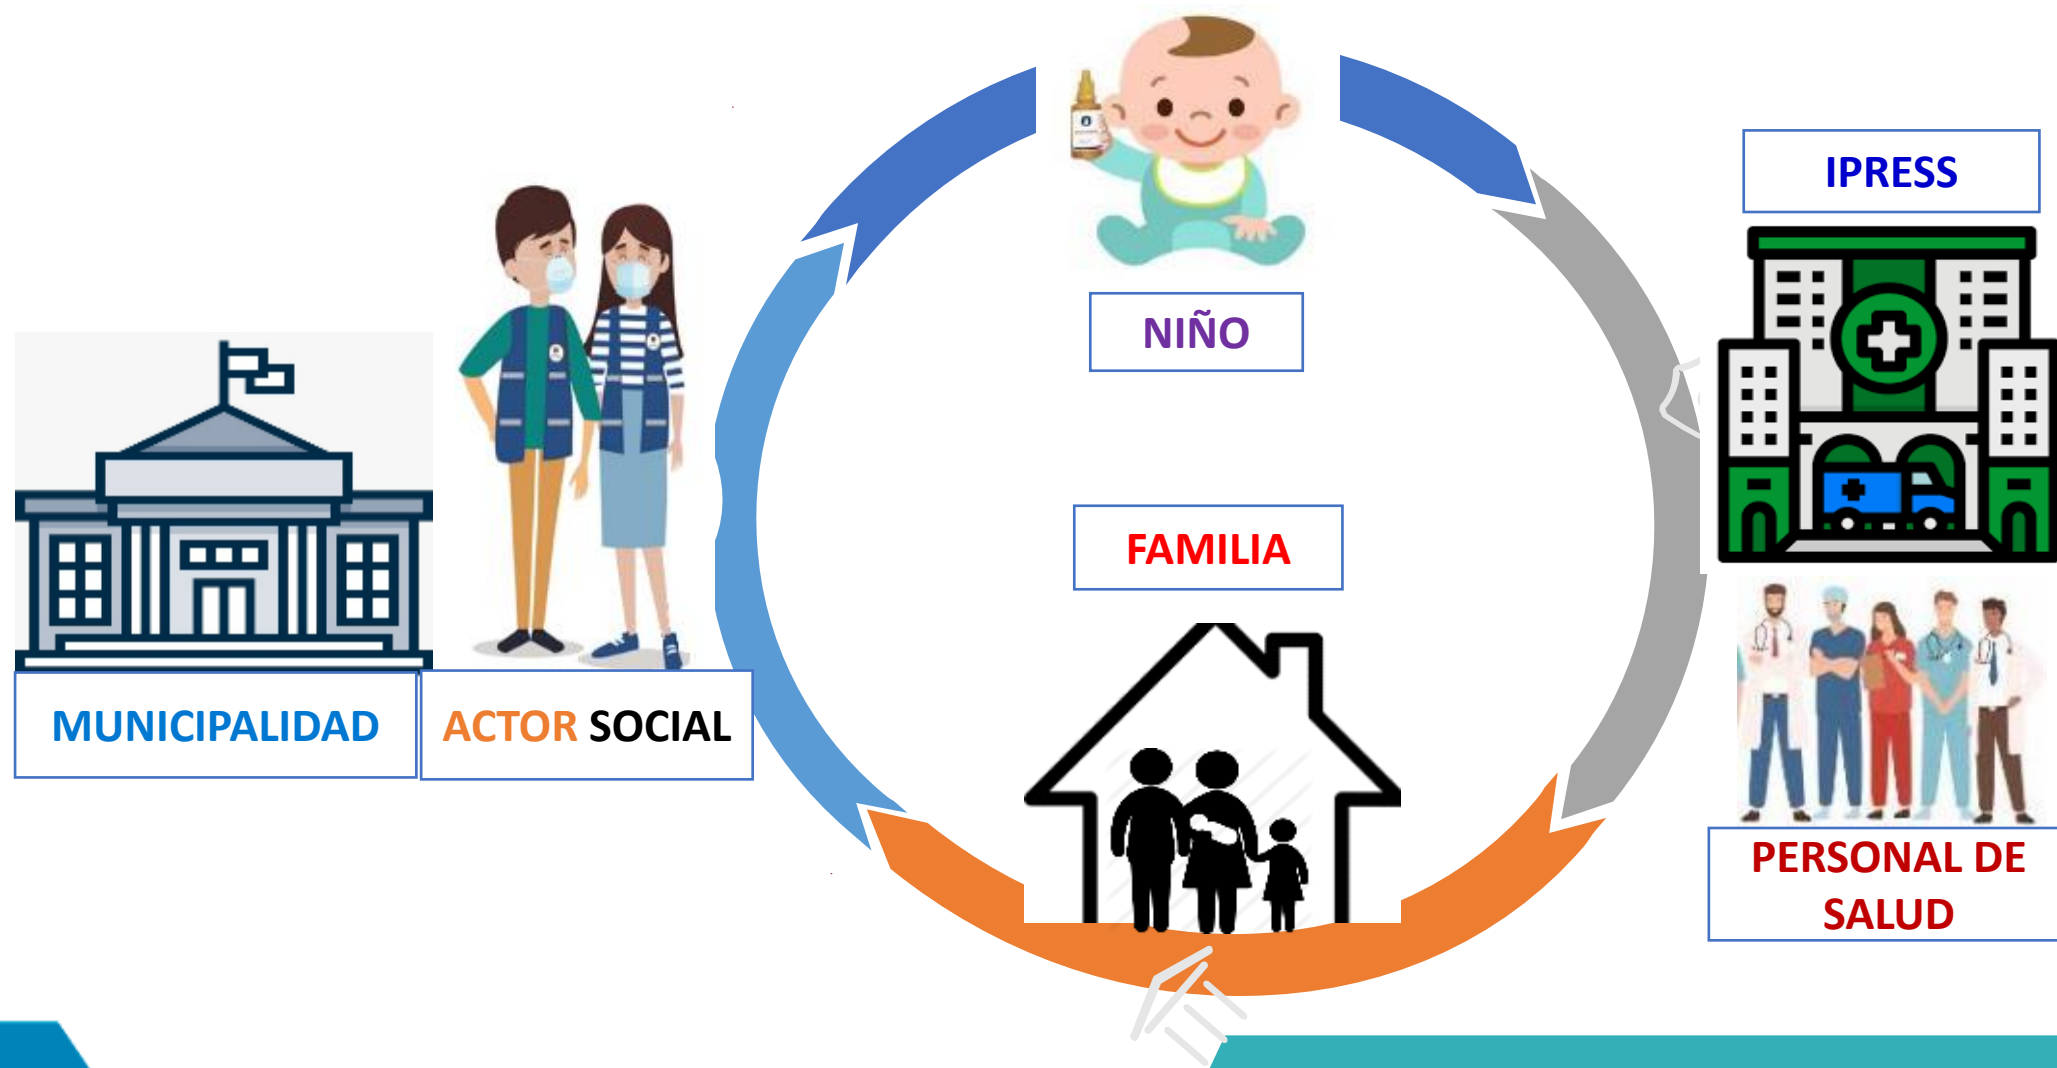 IPRESS
NIÑO
FAMILIA
MUNICIPALIDAD
ACTOR SOCIAL
PERSONAL DE
SALUD